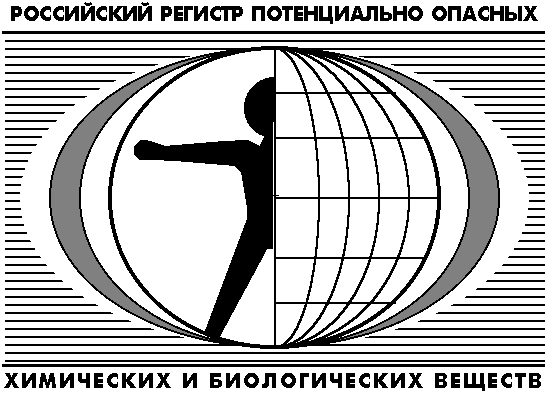 РОССИЙСКИЙ РЕГИСТР ПОТЕНЦИАЛЬНО ОПАСНЫХ
ХИМИЧЕСКИХ И БИОЛОГИЧЕСКИХ ВЕЩЕСТВ